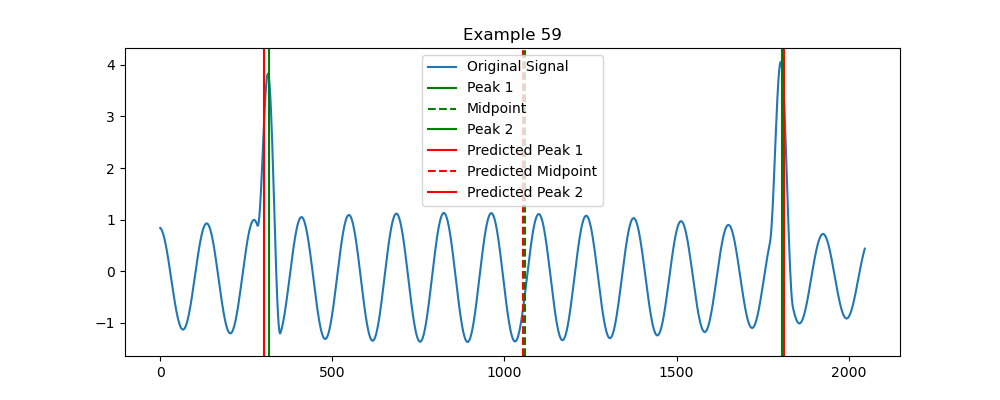 Example 59
Original Signal
Peak 1
Midpoint
Peak 2
Predicted Peak 1
Predicted Midpoint
Predicted Peak 2
4
3
2
1
0
−1
0 500 1000 1500 2000